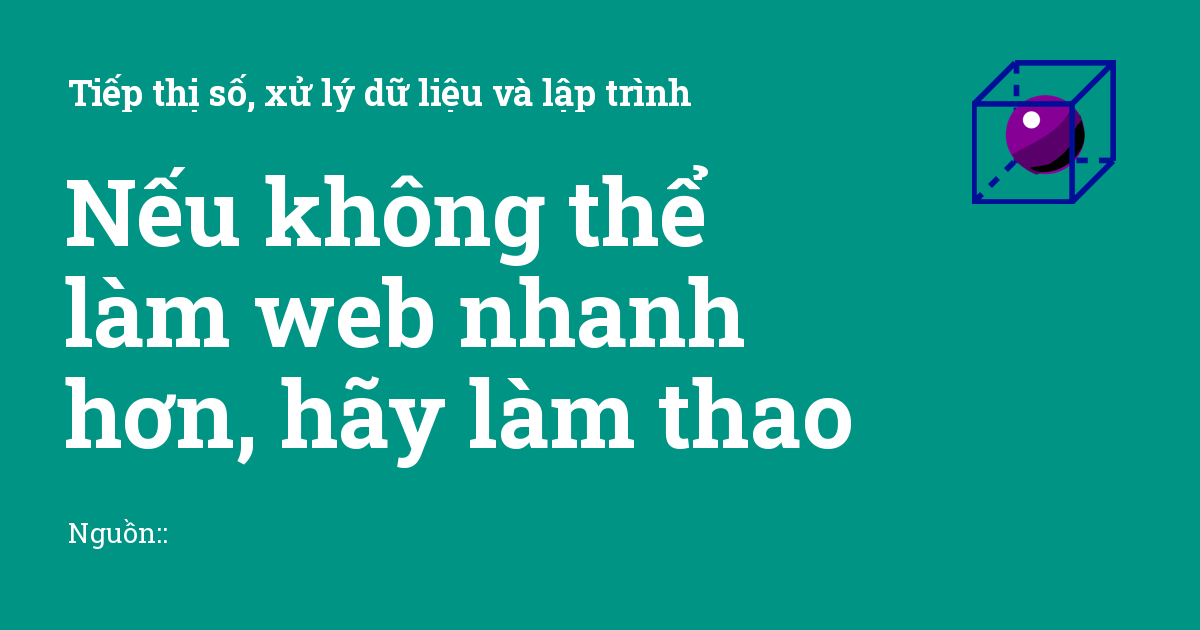 Tiếp thị số, xử lý dữ liệu và lập trình
Nếu không thể
làm web nhanh
hơn, hãy làm thao
Nguồn::